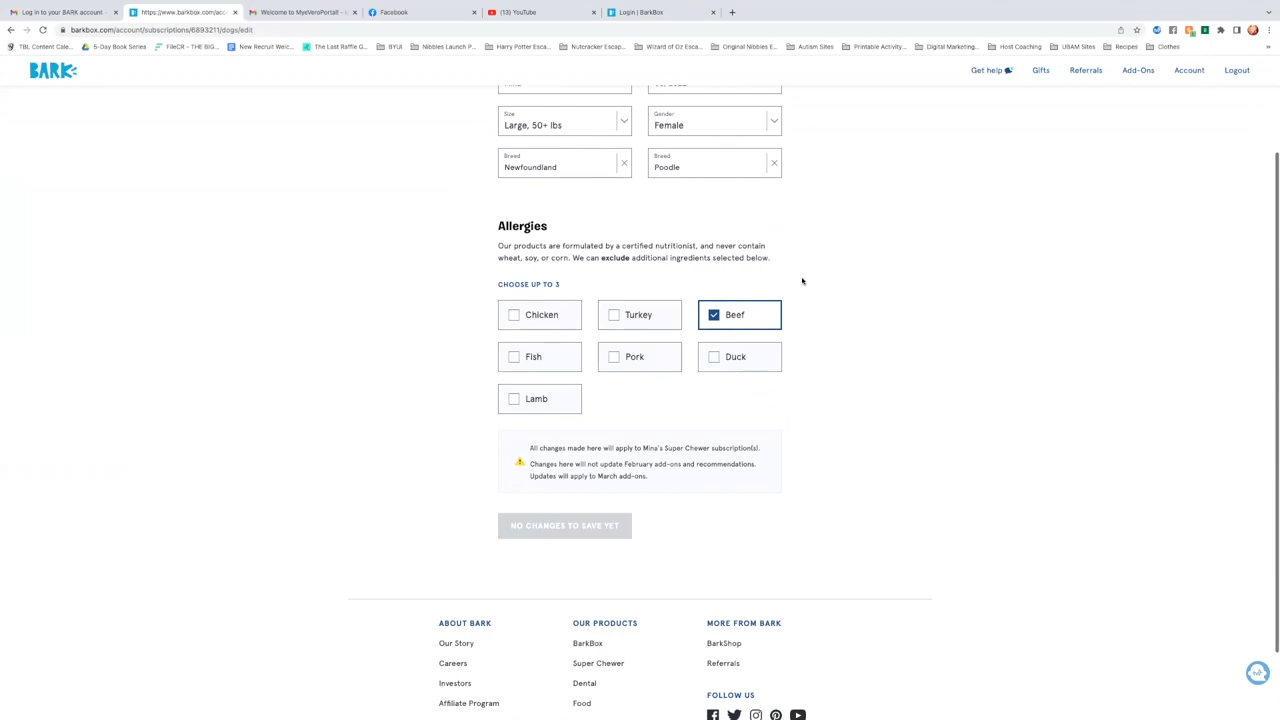 Log in to your BARK account
https://www.barkbox.com/acc
Welcome to MysVeroPortal! -
Facebook
(13) YouTube
Login | BarkBox
barkbox.com/account/subscriptions/6893211/dogs/edit
TBL Content Cale...
5-Day Book Series
FileCR - THE BIG...
New Recruit Welc...
The Last Raffle G...
BYUI
Nibbles Launch P...
Harry Potter Esca...
Nutcracker Escap...
Wizard of Oz Esca...
Original Nibbles E...
Autism Sites
Printable Activity...
Digital Marketing...
Host Coaching
UBAM Sites
Recipes
Clothes
»
BARK
Get help
Gifts
Referrals
Add-Ons
Account
Logout
Size
Large, 50+ lbs
Gender
Female
Breed
Newfoundland
Breed
Poodle
Allergies
Our products are formulated by a certified nutritionist, and never contain
wheat, soy, or corn. We can exclude additional ingredients selected below.
CHOOSE UP TO 3
Chicken
Turkey
Beef
Fish
Pork
Duck
Lamb
All changes made here will apply to Mina's Super Chewer subscription(s).
Changes here will not update February add-ons and recommendations.
Updates will apply to March add-ons.
NO CHANGES TO SAVE YET
ABOUT BARK
OUR PRODUCTS
MORE FROM BARK
Our Story
BarkBox
BarkShop
Careers
Super Chewer
Referrals
Investors
Dental
FOLLOW US
Affiliate Program
Food